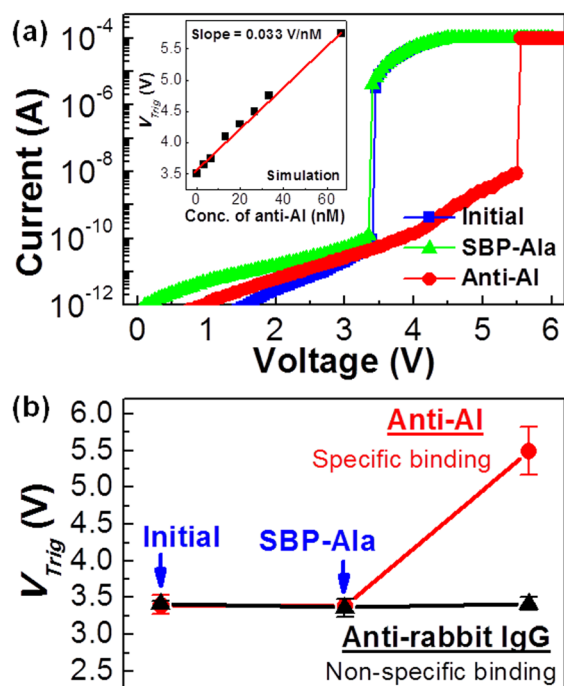 (a)
10⁻⁴
10⁻⁶
10⁻⁸
10⁻¹⁰
10⁻¹²
Current (A)
0 1 2 3 4 5 6
Voltage (V)
Slope = 0.033 V/nM
5.5
5.0
4.5
4.0
3.5
V_Trig (V)
Simulation
0 20 40 60
Conc. of anti-AI (nM)
Initial
SBP-Ala
Anti-AI
(b)
6.0
5.5
5.0
4.5
4.0
3.5
3.0
2.5
V_Trig (V)
Anti-AI
Specific binding
Initial
SBP-Ala
Anti-rabbit IgG
Non-specific binding